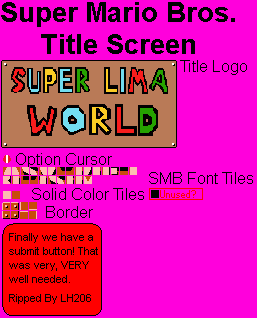 Super Mario Bros.
Title Screen
Title Logo
SUPER LIMA
WORLD
Option Cursor
SMB Font Tiles
Solid Color Tiles
Unused?
Border
Finally we have a
submit button! That
was very, VERY
well needed.
Ripped By LH206